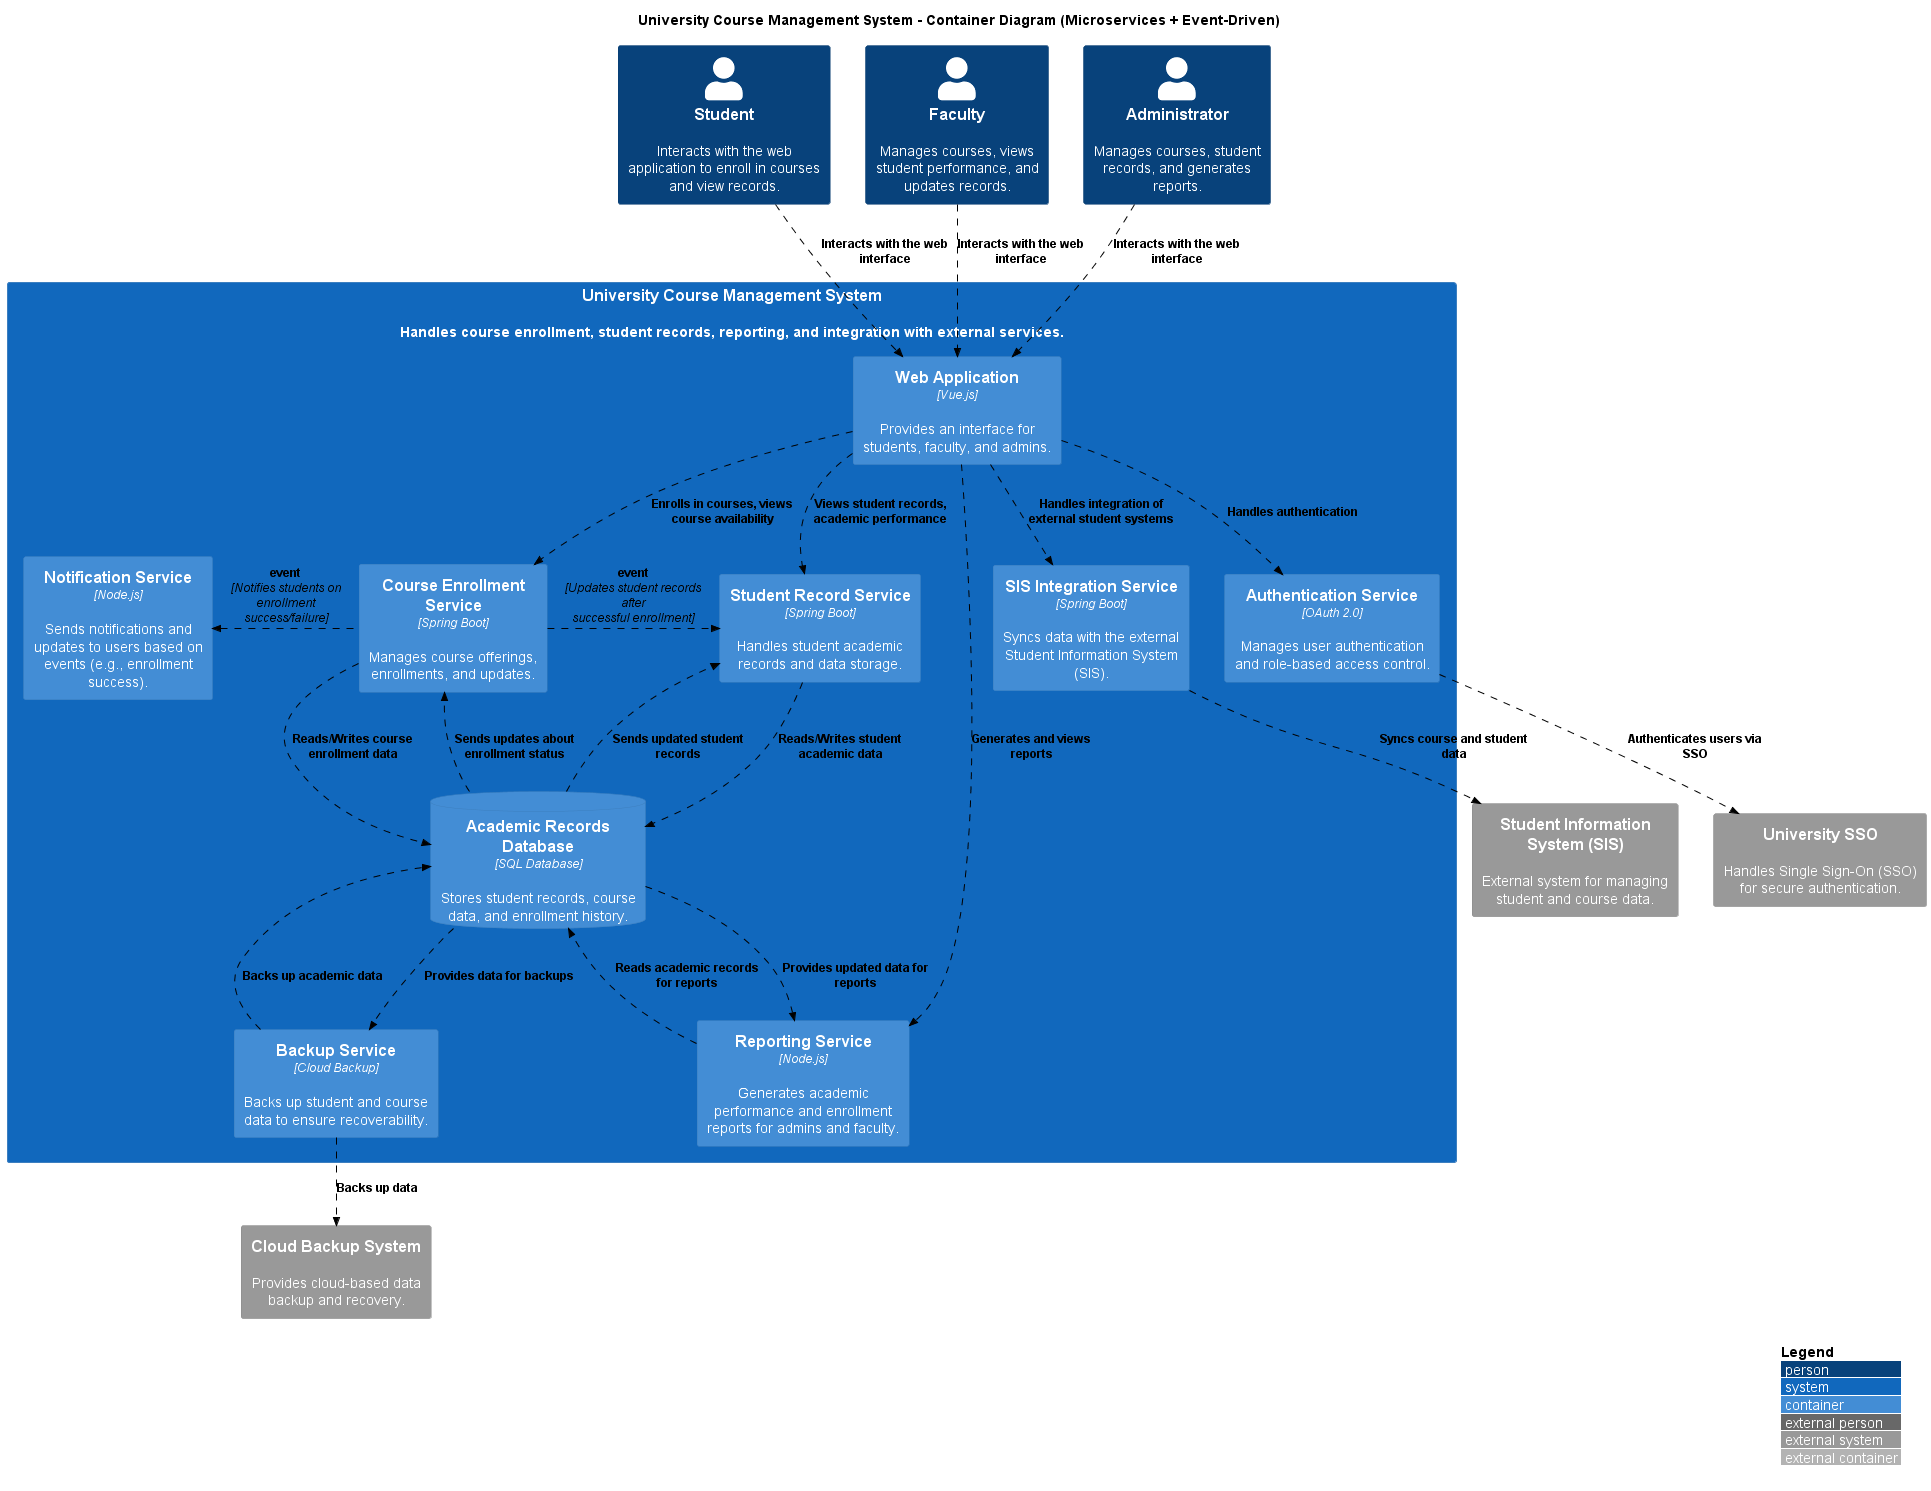 University Course Management System - Container Diagram (Microservices + Event-Driven)
Student
Interacts with the web
application to enroll in courses
and view records.
Faculty
Manages courses, views
student performance, and
updates records.
Administrator
Manages courses, student
records, and generates
reports.
Interacts with the web
interface
Interacts with the web
interface
Interacts with the web
interface
University Course Management System
Handles course enrollment, student records, reporting, and integration with external services.
Web Application
[Vue.js]
Provides an interface for
students, faculty, and admins.
Enrolls in courses, views
course availability
Views student records,
academic performance
Handles integration of
external student systems
Handles authentication
Notification Service
[Node.js]
Sends notifications and
updates to users based on
events (e.g., enrollment
success).
event
[Notifies students on
enrollment
success/failure]
Course Enrollment
Service
[Spring Boot]
Manages course offerings,
enrollments, and updates.
event
[Updates student records
after
successful enrollment]
Student Record Service
[Spring Boot]
Handles student academic
records and data storage.
SIS Integration Service
[Spring Boot]
Syncs data with the external
Student Information System
(SIS).
Authentication Service
[OAuth 2.0]
Manages user authentication
and role-based access control.
Reads/Writes course
enrollment data
Sends updates about
enrollment status
Sends updated student
records
Reads/Writes student
academic data
Generates and views
reports
Syncs course and student
data
Authenticates users via
SSO
Academic Records
Database
[SQL Database]
Stores student records, course
data, and enrollment history.
Student Information
System (SIS)
External system for managing
student and course data.
University SSO
Handles Single Sign-On (SSO)
for secure authentication.
Backs up academic data
Provides data for backups
Reads academic records
for reports
Provides updated data for
reports
Backup Service
[Cloud Backup]
Backs up student and course
data to ensure recoverability.
Reporting Service
[Node.js]
Generates academic
performance and enrollment
reports for admins and faculty.
Backs up data
Cloud Backup System
Provides cloud-based data
backup and recovery.
Legend
person
system
container
external person
external system
external container